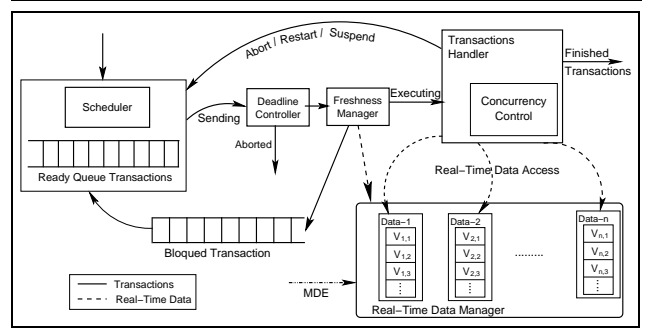 Abort / Restart / Suspend
Transactions
Handler
Finished
Transactions
Executing
Concurrency
Control
Scheduler
Ready Queue Transactions
Sending
Deadline
Controller
Aborted
Freshness
Manager
Real-Time Data Access
Bloqued Transaction
Data-1
V1,1
V1,2
V1,3
Data-2
V2,1
V2,2
V2,3
.........
Data-n
Vn,1
Vn,2
Vn,3
MDE
Real-Time Data Manager
Transactions
Real-Time Data